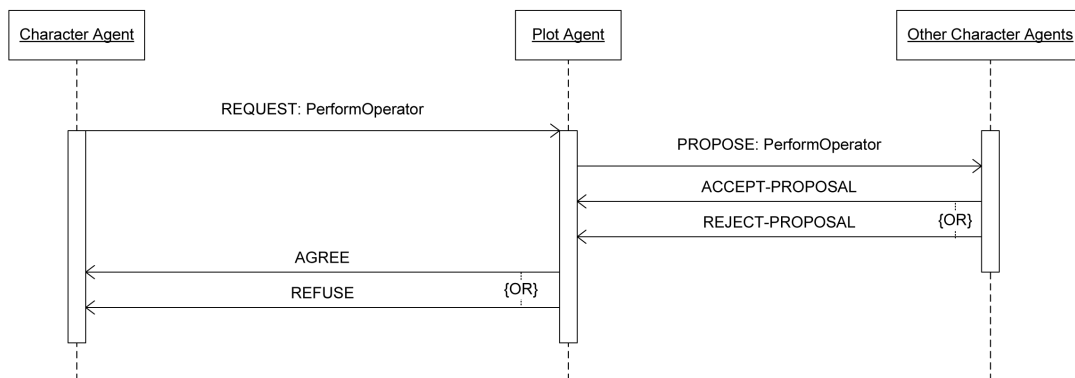 Character Agent
Plot Agent
Other Character Agents
REQUEST: PerformOperator
PROPOSE: PerformOperator
ACCEPT-PROPOSAL
{OR}
REJECT-PROPOSAL
AGREE
{OR}
REFUSE